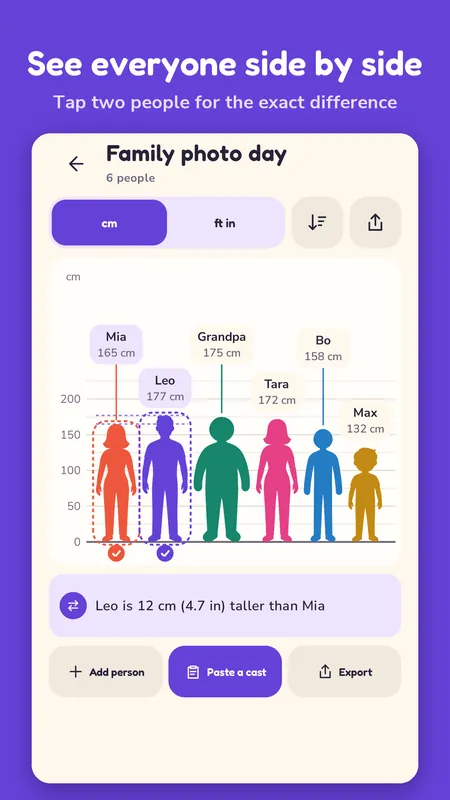 See everyone side by side
Tap two people for the exact difference
Family photo day
6 people
cm
ft in
cm
Mia
165 cm
Grandpa
175 cm
Bo
158 cm
Leo
177 cm
Tara
172 cm
Max
132 cm
200
150
100
50
0
Leo is 12 cm (4.7 in) taller than Mia
Add person
Paste a cast
Export